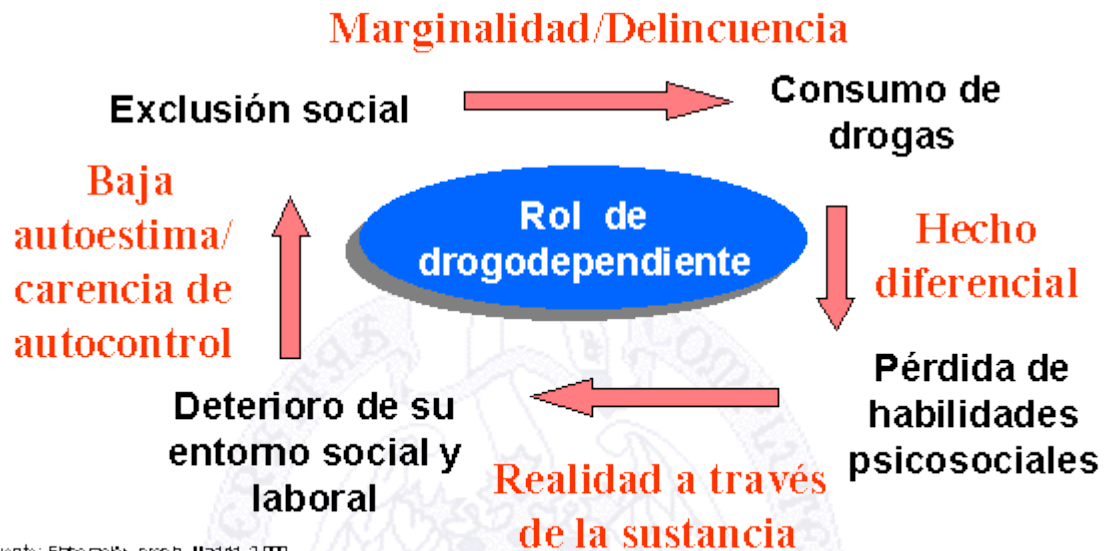 Marginalidad/Delincuencia
Exclusión social
Consumo de
drogas
Baja
autoestima/
carencia de
autocontrol
Rol de
drogodependiente
Hecho
diferencial
Pérdida de
habilidades
psicosociales
Deterioro de su
entorno social y
laboral
Realidad a través
de la sustancia